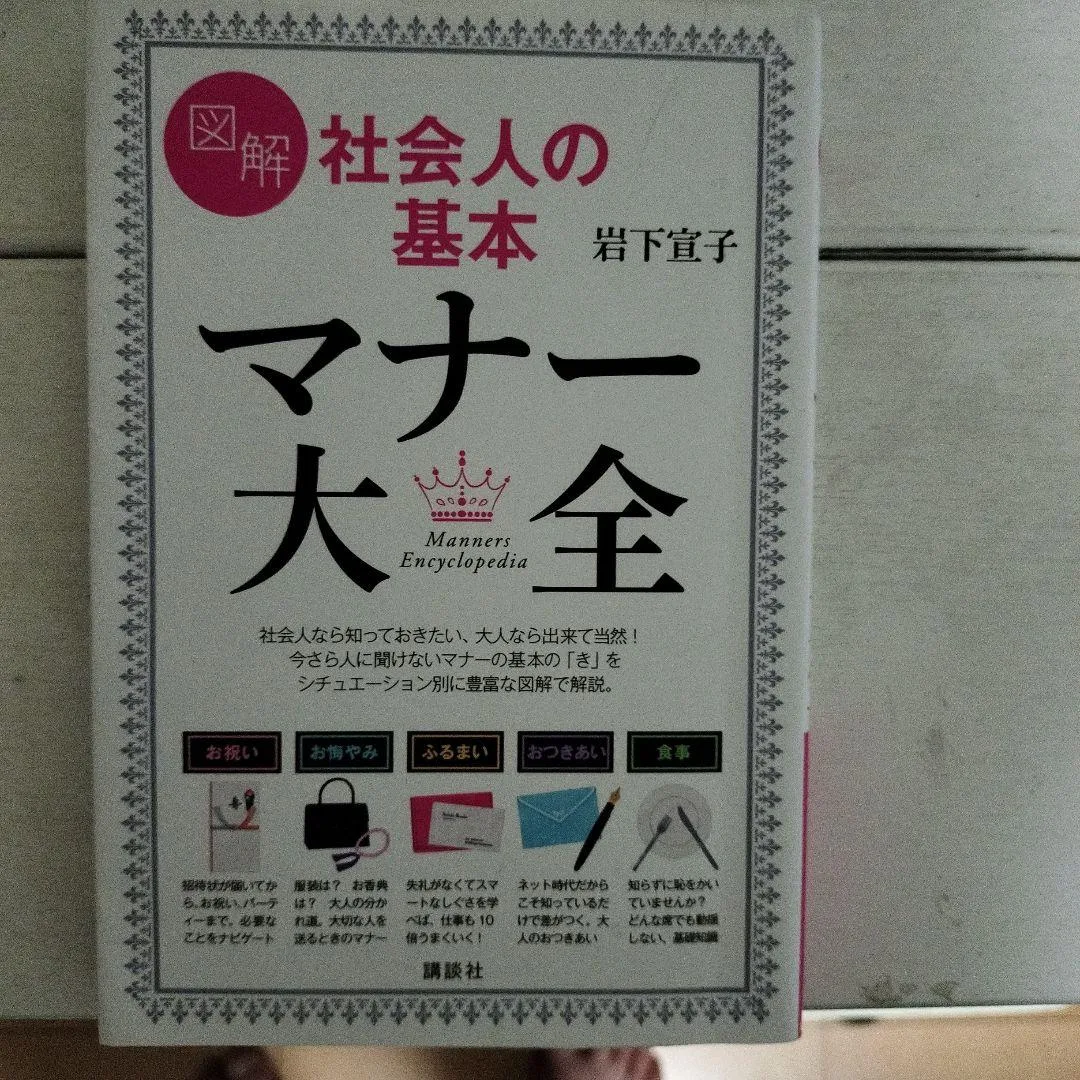 図解
社会人の
基本
岩下宣子
マナー
大全
Manners
Encyclopedia
社会人なら知っておきたい、大人なら出来て当然！
今さら人に聞けないマナーの基本の「き」を
シチュエーション別に豊富な図解で解説。
お祝い
お悔やみ
ふるまい
おつきあい
食事
招待状が届いてか
ら、お祝い、パーテ
ィーまで。必要な
ことをナビゲート
服装は？ お香典
は？ 大人の分か
れ道。大切な人を
送るときのマナー
失礼がなくてスマ
ートなしぐさを学
べば、仕事も10
倍うまくいく！
ネット時代だから
こそ知っているだ
けで差がつく、大
人のおつきあい
知らずに恥をかい
ていませんか？
どんな席でも動揺
しない、基礎知識
講談社